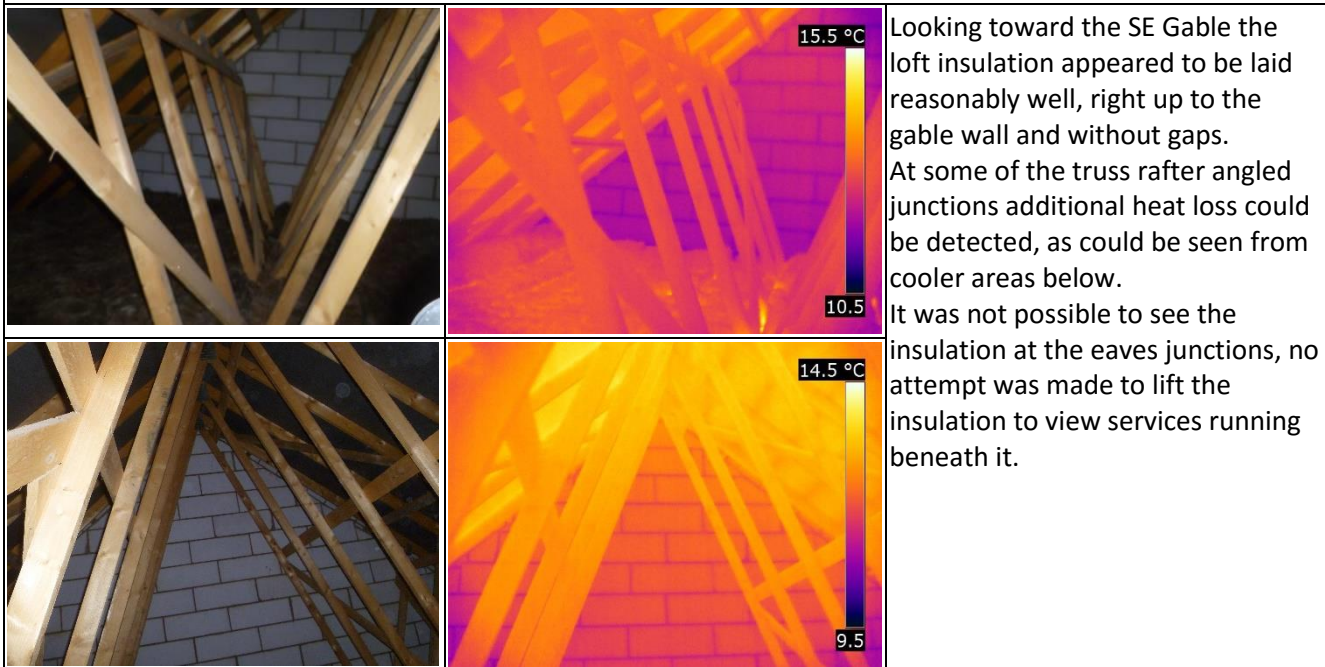 15.5 °C
10.5
Looking toward the SE Gable the
loft insulation appeared to be laid
reasonably well, right up to the
gable wall and without gaps.
At some of the truss rafter angled
junctions additional heat loss could
be detected, as could be seen from
cooler areas below.
It was not possible to see the
insulation at the eaves junctions, no
attempt was made to lift the
insulation to view services running
beneath it.
14.5 °C
9.5